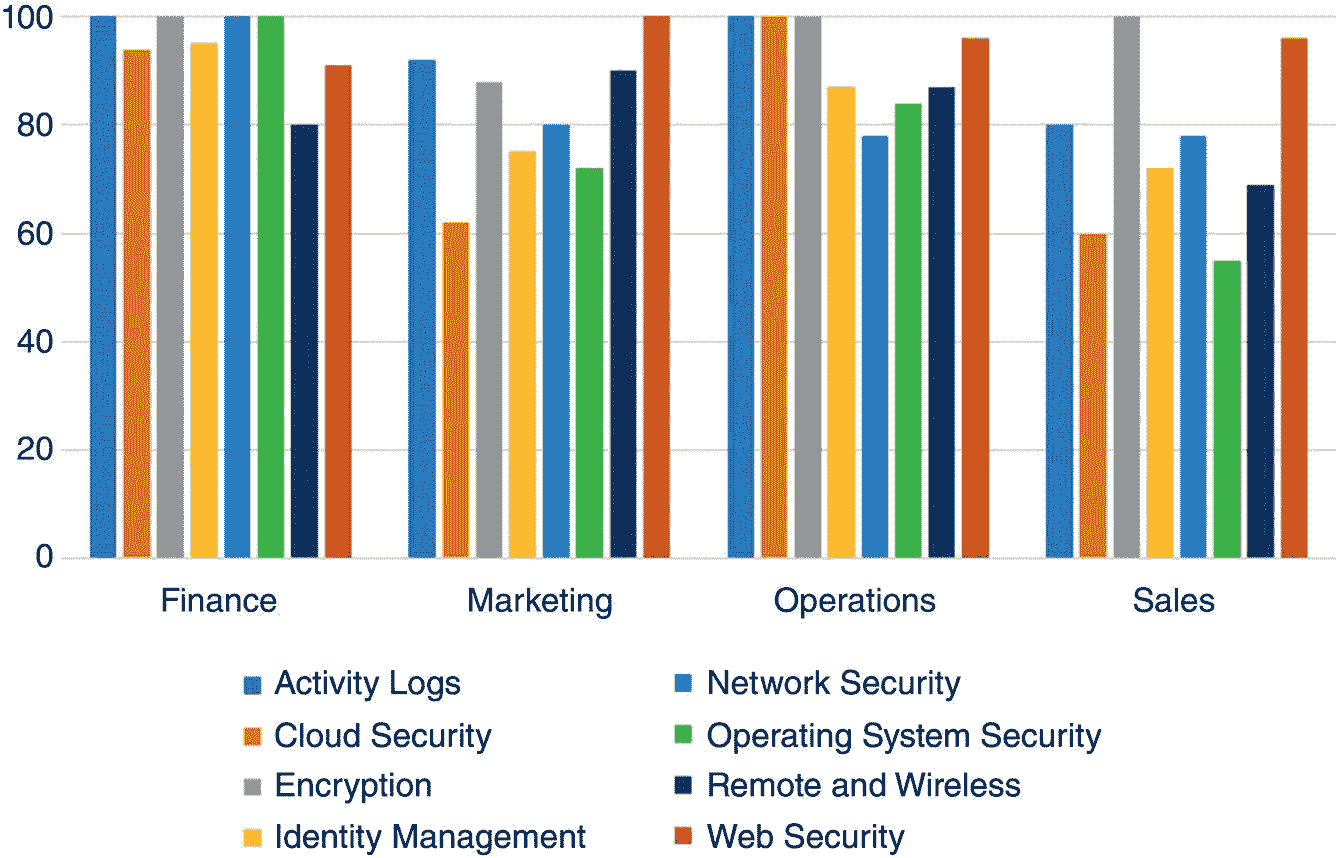 100
80
60
40
20
0
Finance
Marketing
Operations
Sales
Activity Logs
Cloud Security
Encryption
Identity Management
Network Security
Operating System Security
Remote and Wireless
Web Security